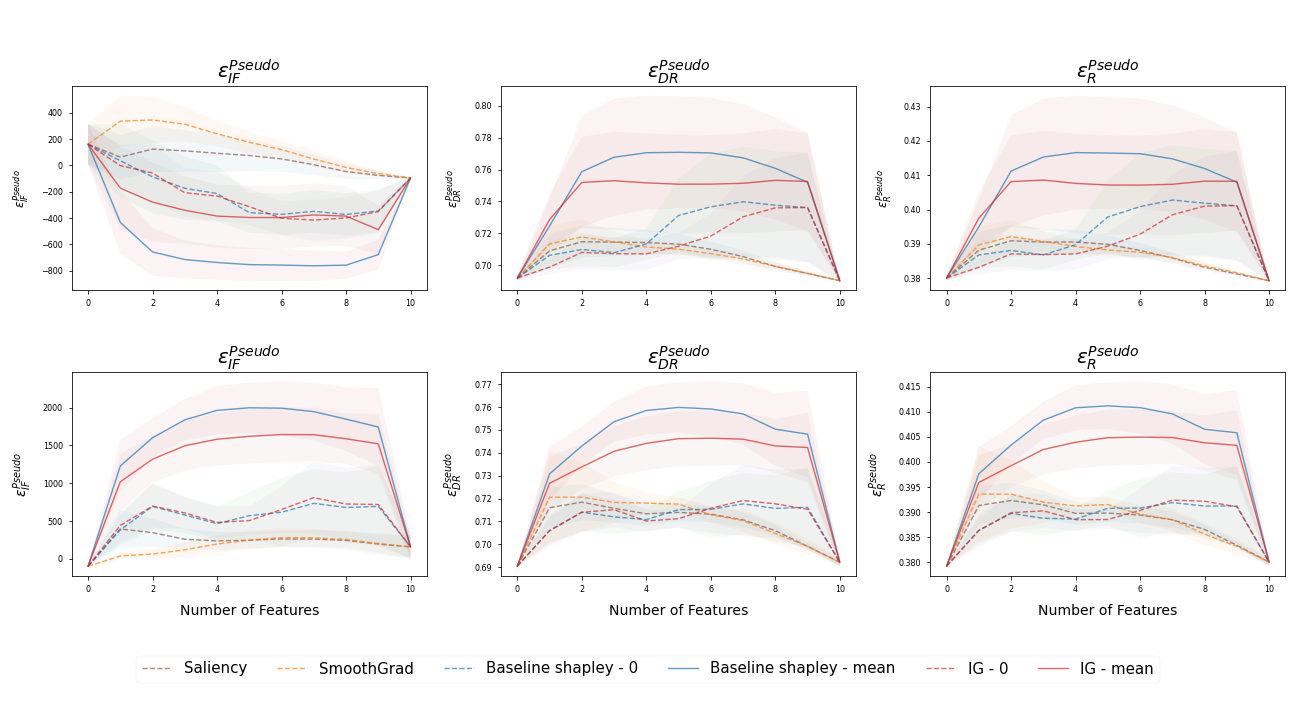 ε_IF^Pseudo
ε_DR^Pseudo
ε_R^Pseudo
ε_IF^Pseudo
400
200
0
−200
−400
−600
−800
0 2 4 6 8 10
ε_DR^Pseudo
0.80
0.78
0.76
0.74
0.72
0.70
0 2 4 6 8 10
ε_R^Pseudo
0.43
0.42
0.41
0.40
0.39
0.38
0 2 4 6 8 10
ε_IF^Pseudo
ε_DR^Pseudo
ε_R^Pseudo
ε_IF^Pseudo
2000
1500
1000
500
0
0 2 4 6 8 10
Number of Features
ε_DR^Pseudo
0.77
0.76
0.75
0.74
0.73
0.72
0.71
0.70
0.69
0 2 4 6 8 10
Number of Features
ε_R^Pseudo
0.415
0.410
0.405
0.400
0.395
0.390
0.385
0.380
0 2 4 6 8 10
Number of Features
Saliency SmoothGrad Baseline shapley - 0 Baseline shapley - mean IG - 0 IG - mean